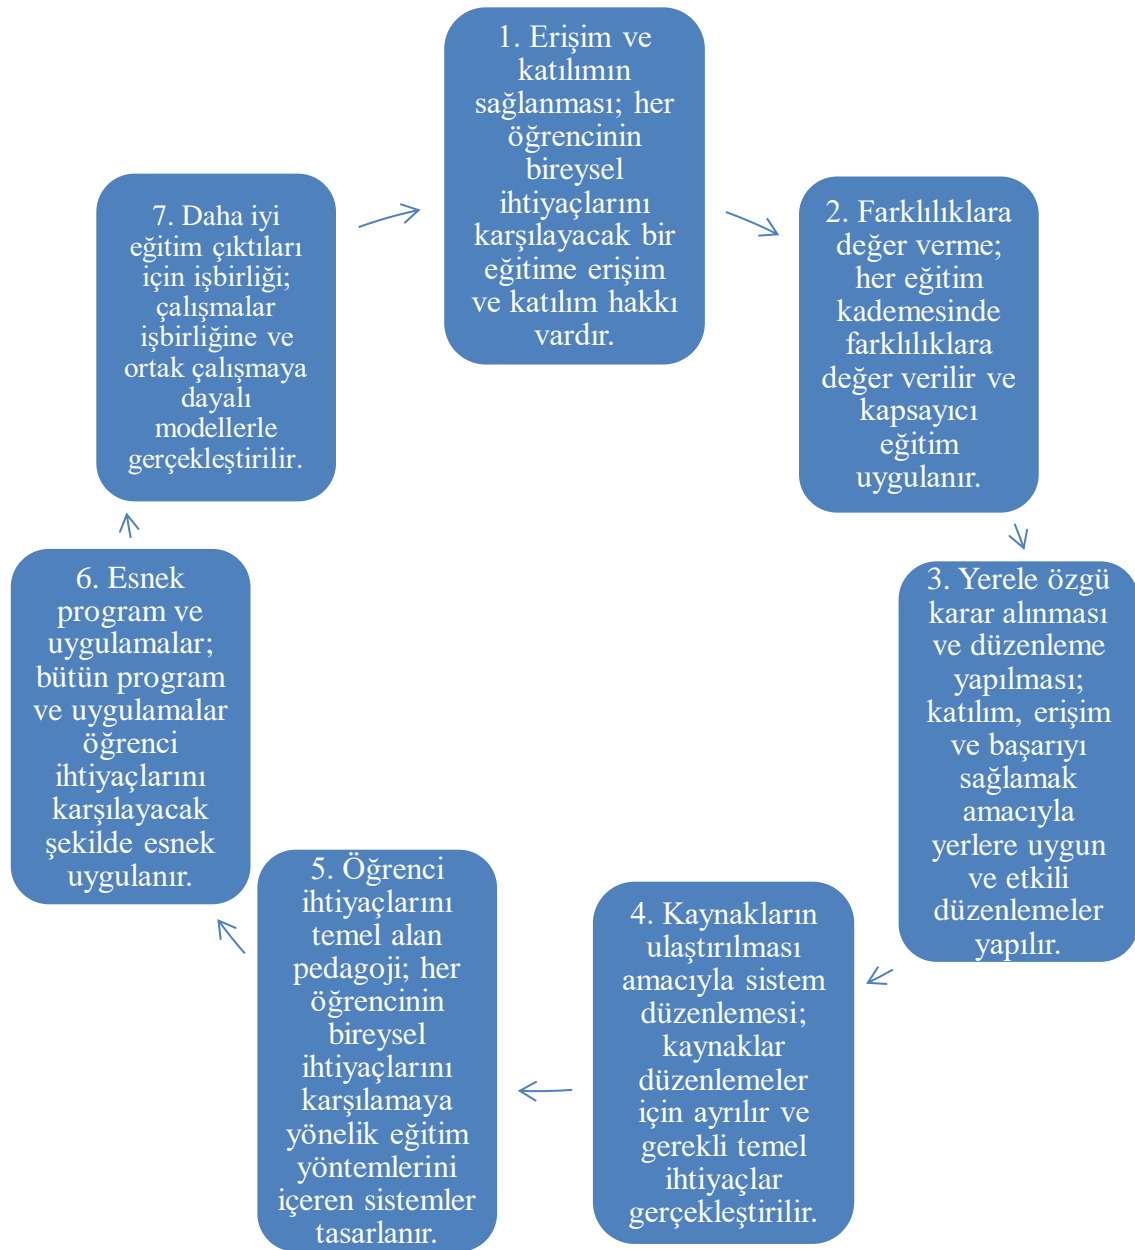 1. Erişim ve
katılımın
sağlanması; her
öğrencinin
bireysel
ihtiyaçlarını
karşılayacak bir
eğitime erişim
ve katılım hakkı
vardır.
2. Farklılıklara
değer verme;
her eğitim
kademesinde
farklılıklara
değer verilir ve
kapsayıcı
eğitim
uygulanır.
3. Yerele özgü
karar alınması
ve düzenleme
yapılması;
katılım, erişim
ve başarıyı
sağlamak
amacıyla
yerlere uygun
ve etkili
düzenlemeler
yapılır.
4. Kaynakların
ulaştırılması
amacıyla sistem
düzenlemesi;
kaynaklar
düzenlemeler
için ayrılır ve
gerekli temel
ihtiyaçlar
gerçekleştirilir.
5. Öğrenci
ihtiyaçlarını
temel alan
pedagoji; her
öğrencinin
bireysel
ihtiyaçlarını
karşılamaya
yönelik eğitim
yöntemlerini
içeren sistemler
tasarlanır.
6. Esnek
program ve
uygulamalar;
bütün program
ve uygulamalar
öğrenci
ihtiyaçlarını
karşılayacak
şekilde esnek
uygulanır.
7. Daha iyi
eğitim çıktıları
için işbirliği;
çalışmalar
işbirliğine ve
ortak çalışmaya
dayalı
modellerle
gerçekleştirilir.